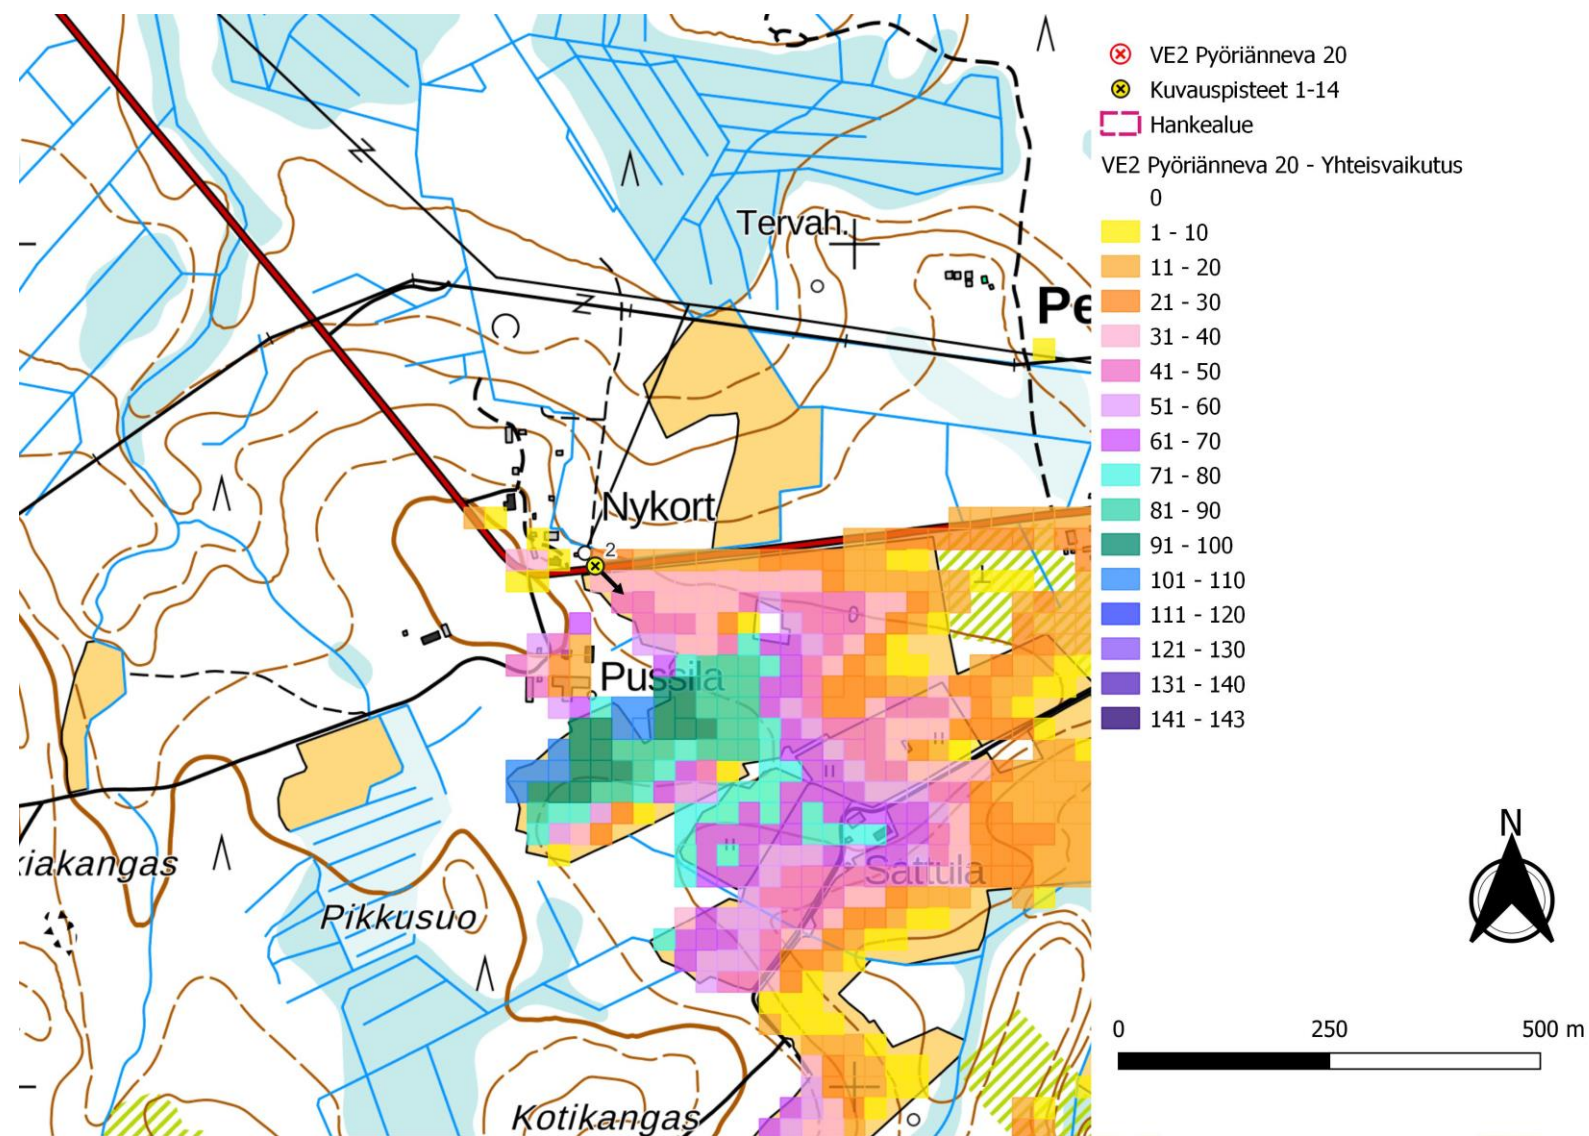 VE2 Pyöriänneva 20
Kuvauspisteet 1-14
Hankealue
VE2 Pyöriänneva 20 - Yhteisvaikutus
0
1 - 10
11 - 20
21 - 30
31 - 40
41 - 50
51 - 60
61 - 70
71 - 80
81 - 90
91 - 100
101 - 110
111 - 120
121 - 130
131 - 140
141 - 143
Tervah.
Pe
Nykort
2
Pussila
Sattula
iakangas
Pikkusuo
Kotikangas
N
0 250 500 m